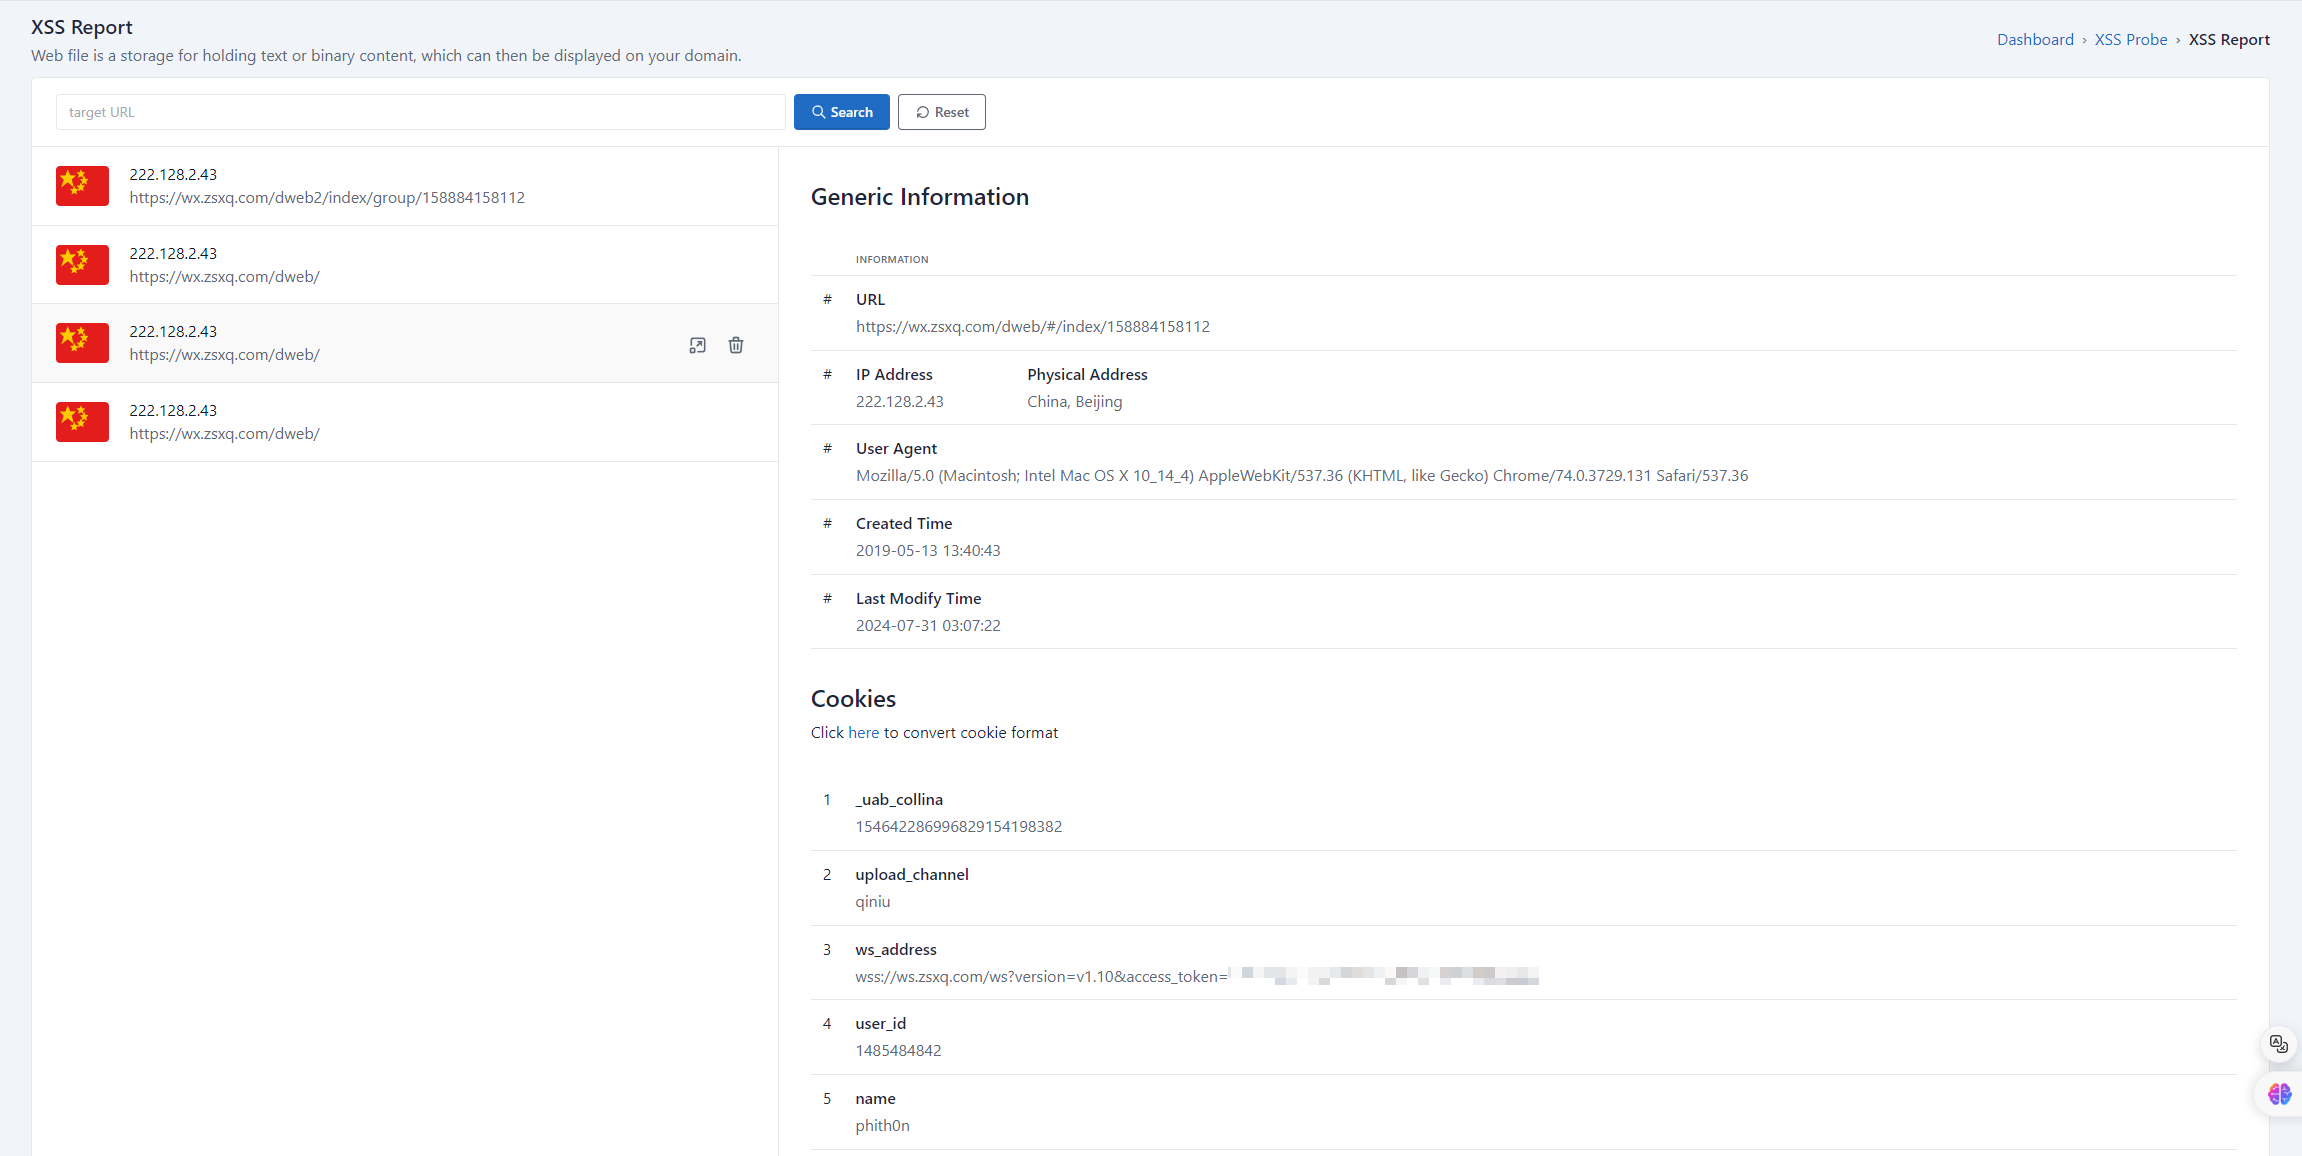 XSS Report
Web file is a storage for holding text or binary content, which can then be displayed on your domain.
Dashboard › XSS Probe › XSS Report
target URL
Search
Reset
222.128.2.43
https://wx.zsxq.com/dweb2/index/group/158884158112
222.128.2.43
https://wx.zsxq.com/dweb/
222.128.2.43
https://wx.zsxq.com/dweb/
222.128.2.43
https://wx.zsxq.com/dweb/
Generic Information
INFORMATION
# URL
https://wx.zsxq.com/dweb/#/index/158884158112
# IP Address Physical Address
222.128.2.43 China, Beijing
# User Agent
Mozilla/5.0 (Macintosh; Intel Mac OS X 10_14_4) AppleWebKit/537.36 (KHTML, like Gecko) Chrome/74.0.3729.131 Safari/537.36
# Created Time
2019-05-13 13:40:43
# Last Modify Time
2024-07-31 03:07:22
Cookies
Click here to convert cookie format
1 _uab_collina
154642286996829154198382
2 upload_channel
qiniu
3 ws_address
wss://ws.zsxq.com/ws?version=v1.10&access_token=
4 user_id
1485484842
5 name
phith0n